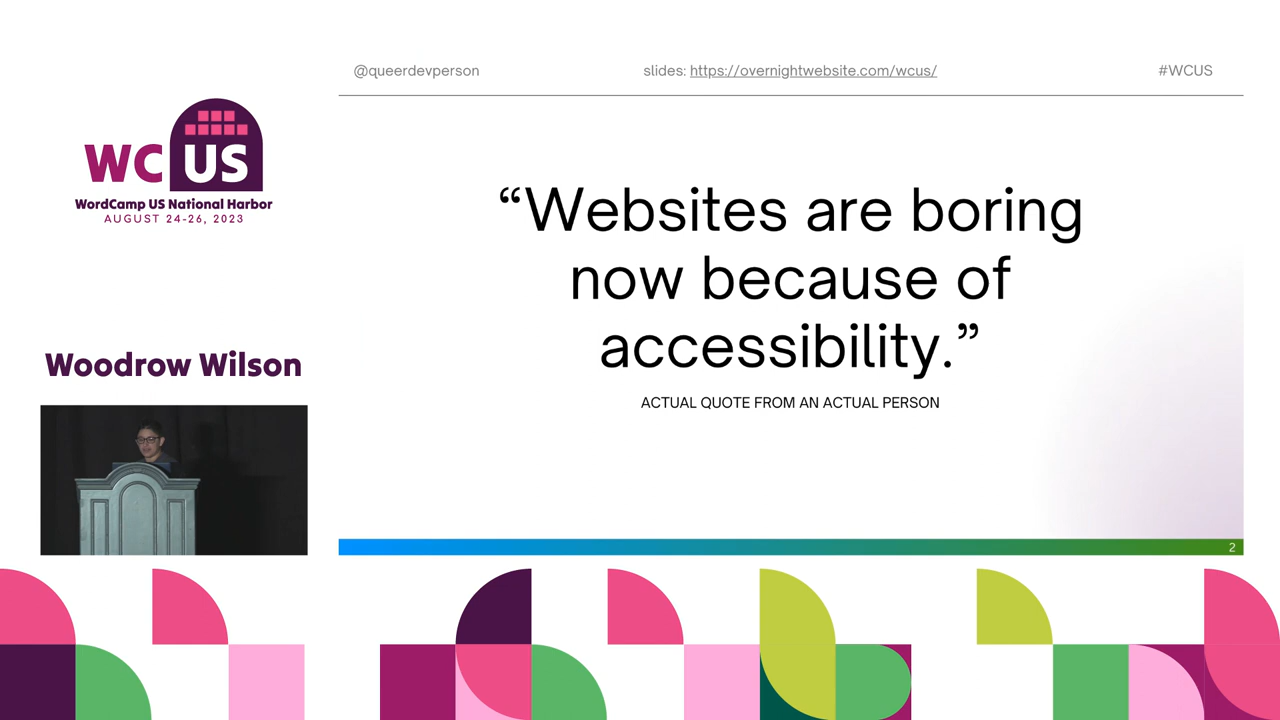 @queerdevperson
slides: https://overnightwebsite.com/wcus/
#WCUS
WC US
WordCamp US National Harbor
AUGUST 24-26, 2023
“Websites are boring
now because of
accessibility.”
ACTUAL QUOTE FROM AN ACTUAL PERSON
Woodrow Wilson
2